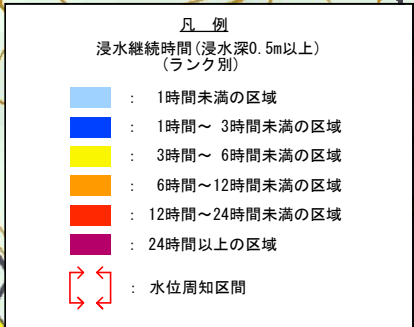 凡 例
浸水継続時間(浸水深0.5m以上)
(ランク別)
: 1時間未満の区域
: 1時間～ 3時間未満の区域
: 3時間～ 6時間未満の区域
: 6時間～12時間未満の区域
: 12時間～24時間未満の区域
: 24時間以上の区域
: 水位周知区間